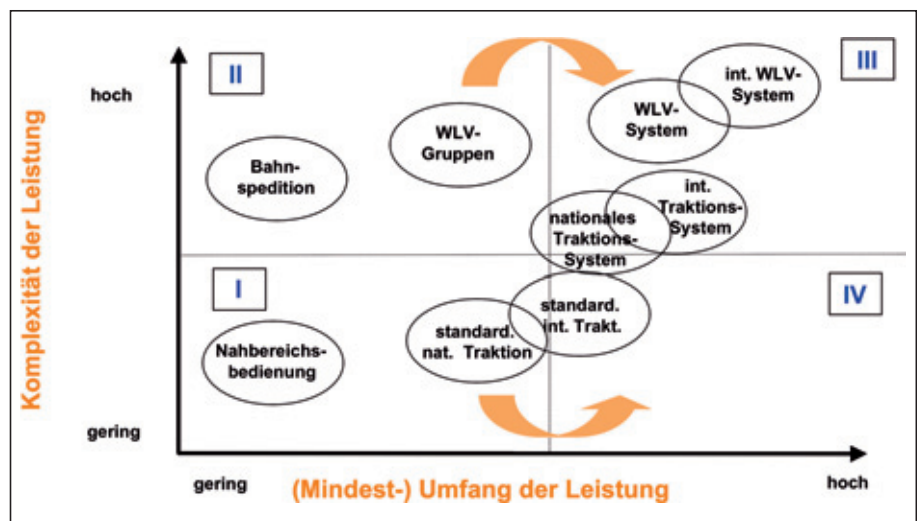 Komplexität der Leistung
hoch
gering
II
III
I
IV
WLV-
Gruppen
Bahn-
spedition
WLV-
System
int. WLV-
System
int.
Traktions-
System
nationales
Traktions-
System
standard.
int. Trakt.
standard.
nat. Traktion
Nahbereichs-
bedienung
gering
(Mindest-) Umfang der Leistung
hoch